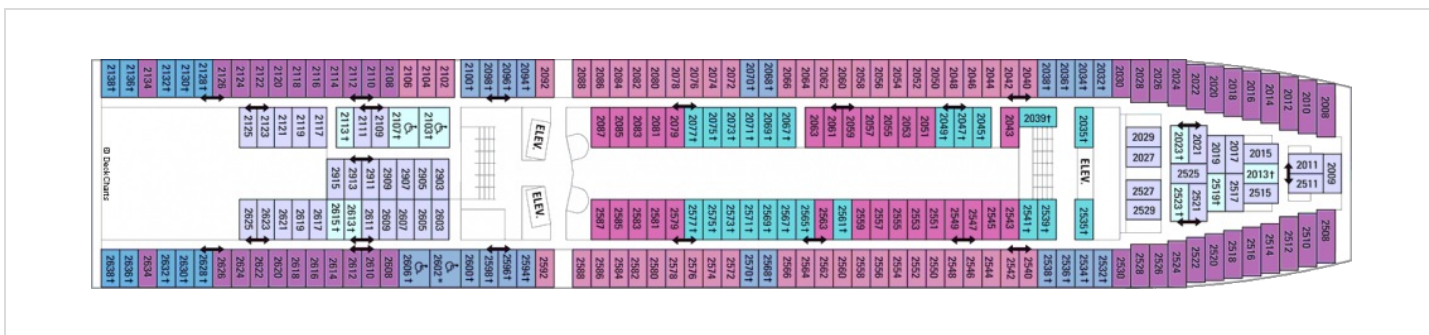 2138† 2136† 2134 2132† 2130† 2128† 2126 2124 2122 2120 2118 2116 2114 2112 2110 2108 2106 2104 2102 2100† 2098† 2096† 2094† 2092 2088 2086 2084 2082 2080 2078 2076 2074 2072 2070† 2068† 2066 2064 2062 2060 2058 2056 2054 2052 2050 2048 2046 2044 2042 2040 2038† 2036† 2034† 2032† 2030 2028 2026 2024 2022 2020 2018 2016 2014 2012 2010 2008
2125 2123 2121 2119 2117 2113† 2111 2109 2107† 2103† ELEV. 2087 2085 2083 2081 2079 2077† 2075† 2073† 2071† 2069† 2067† 2063 2061 2059 2057 2055 2053 2051 2049† 2047† 2045† 2043 2039† 2035† 2029 2023† 2021 2019 2017 2015
2027 2011 2009
2915 2913 2911 2909 2907 2905 2903 ELEV. 2525 2013†
DeckCharts
2527 2511
2625 2623 2621 2619 2617 2615† 2613† 2611 2609 2607 2605 2603 ELEV. 2587 2585 2583 2581 2579 2577† 2575† 2573† 2571† 2569† 2567† 2565† 2563 2561† 2559 2557 2555 2553 2551 2549 2547 2545 2543 2541† 2539† 2535† 2529 2523† 2521 2519† 2517 2515
2638† 2636† 2634 2632† 2630† 2628† 2626 2624 2622 2620 2618 2616 2614 2612 2610 2608 2606† 2602* 2600† 2598† 2596† 2594† 2592 2588 2586 2584 2582 2580 2578 2576 2574 2572 2570† 2568† 2566 2564 2562 2560 2558 2556 2554 2552 2550 2548 2546 2544 2542 2540 2538† 2536† 2534† 2532† 2530 2528 2526 2524 2522 2520 2518 2516 2514 2512 2510 2508